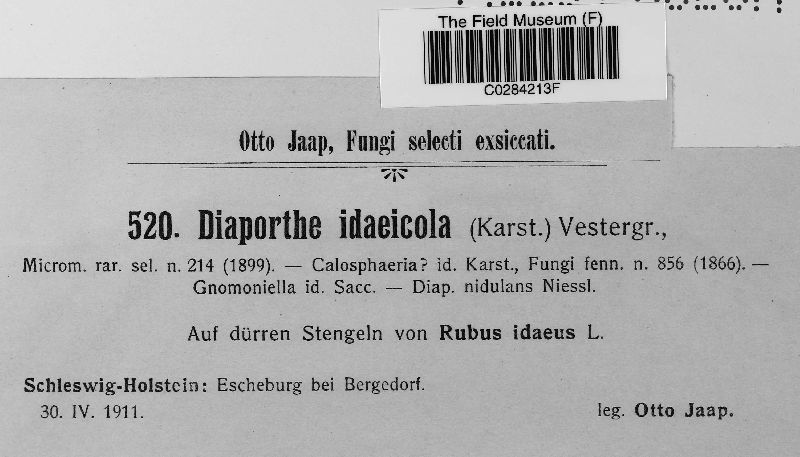 The Field Museum (F)
C0284213F
Otto Jaap, Fungi selecti exsiccati.
520. Diaporthe idaeicola (Karst.) Vestergr.,
Microm. rar. sel. n. 214 (1899). — Calosphaeria? id. Karst., Fungi fenn. n. 856 (1866). —
Gnomoniella id. Sacc. — Diap. nidulans Niessl.
Auf dürren Stengeln von Rubus idaeus L.
Schleswig-Holstein: Escheburg bei Bergedorf.
30. IV. 1911. leg. Otto Jaap.